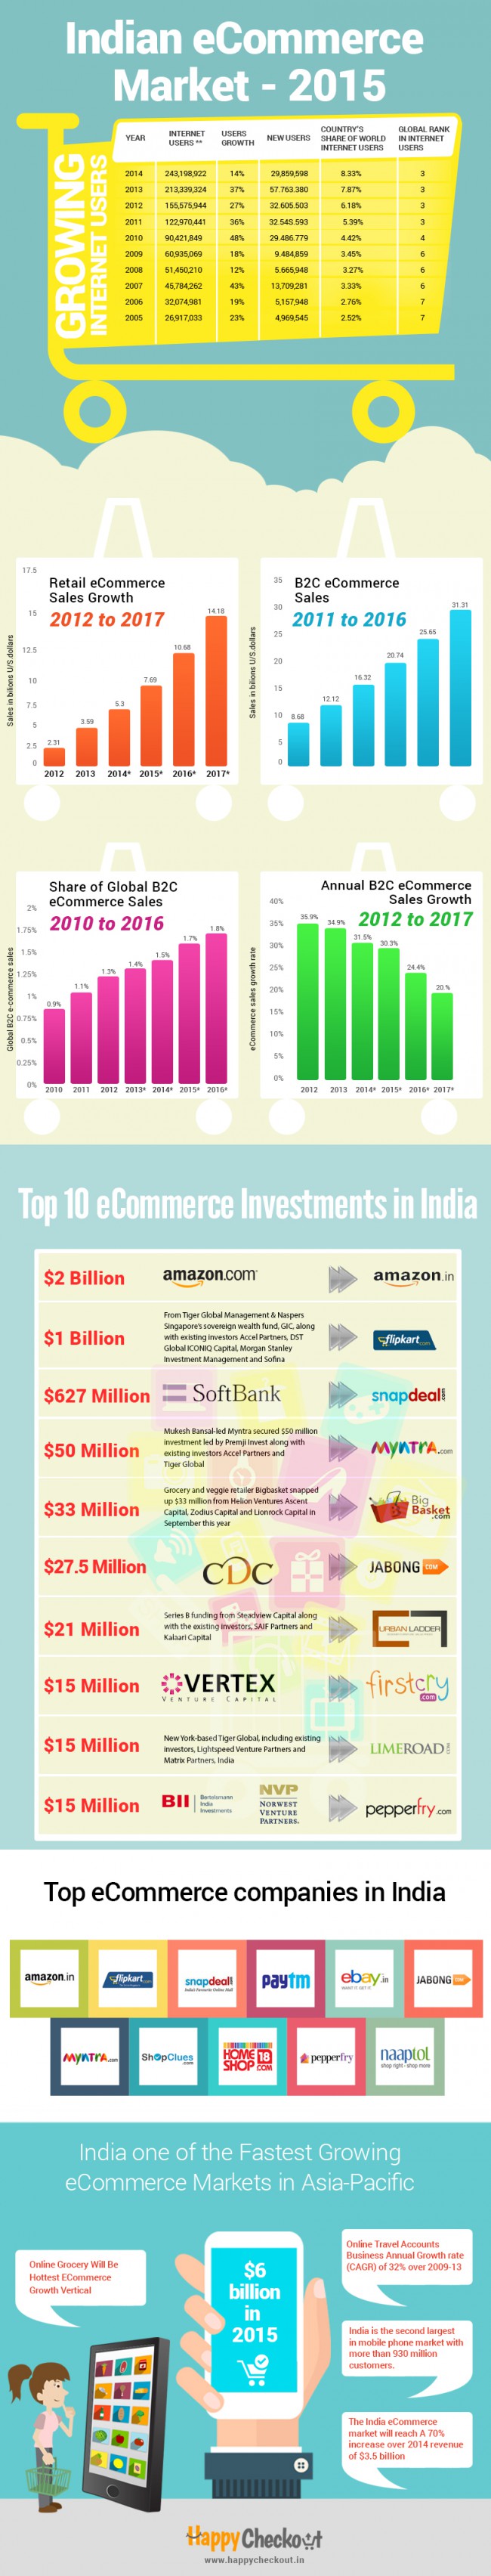 Indian eCommerce
Market - 2015
GROWING
INTERNET USERS
YEAR INTERNET USERS ** USERS GROWTH NEW USERS COUNTRY'S SHARE OF WORLD INTERNET USERS GLOBAL RANK IN INTERNET USERS
2014 243,198,922 14% 29,859,598 8.33% 3
2013 213,339,324 37% 57.763.380 7.87% 3
2012 155,575,944 27% 32.605.503 6.18% 3
2011 122,970,441 36% 32.545.593 5.39% 3
2010 90,421,849 48% 29.486.779 4.42% 4
2009 60,935,069 18% 9.484,859 3.45% 6
2008 51,450,210 12% 5.665,948 3.27% 6
2007 45,784,262 43% 13,709,281 3.33% 6
2006 32,074,981 19% 5,157,948 2.76% 7
2005 26,917,033 23% 4,969,545 2.52% 7
Retail eCommerce
Sales Growth
2012 to 2017
Sales in bilions U/S.dollars
17.5
15
12.5
10
7.5
5
2.5
0
2.31
3.59
5.3
7.69
10.68
14.18
2012 2013 2014* 2015* 2016* 2017*
B2C eCommerce
Sales
2011 to 2016
Sales in bilions U/S.dollars
35
30
25
20
15
10
5
0
8.68
12.12
16.32
20.74
25.65
31.31
Share of Global B2C
eCommerce Sales
2010 to 2016
Global B2C e-commerce sales
2%
1.75%
1.5%
1.25%
1%
0.75%
0.5%
0.25%
0%
0.9%
1.1%
1.3%
1.4%
1.5%
1.7%
1.8%
2010 2011 2012 2013* 2014* 2015* 2016*
Annual B2C eCommerce
Sales Growth
2012 to 2017
eCommerce sales growth rate
40%
35%
30%
25%
20%
15%
10%
5%
0%
35.9%
34.9%
31.5%
30.3%
24.4%
20.%
2012 2013 2014* 2015* 2016* 2017*
Top 10 eCommerce Investments in India
$2 Billion
amazon.com
amazon.in
$1 Billion
From Tiger Global Management & Naspers
Singapore's sovereign wealth fund, GIC, along
with existing investors Accel Partners, DST
Global ICONIQ Capital, Morgan Stanley
Investment Management and Sofina
flipkart.com
$627 Million
SoftBank
snapdeal.com
$50 Million
Mukesh Bansal-led Myntra secured $50 million
investment led by Premji Invest along with
existing investors Accel Partners and
Tiger Global
Myntra.com
$33 Million
Grocery and veggie retailer Bigbasket snapped
up $33 million from Helion Ventures Ascent
Capital, Zodius Capital and Lionrock Capital in
September this year
Big
Basket
.com
$27.5 Million
CDC
JABONG COM
$21 Million
Series B funding from Steadview Capital along
with the existing investors, SAIF Partners and
Kalaari Capital
URBAN LADDER
$15 Million
VERTEX
VENTURE CAPITAL
firstcry
.com
$15 Million
New York-based Tiger Global, including existing
investors, Lightspeed Venture Partners and
Matrix Partners, India
LIMEROAD
$15 Million
BII
Bertelsmann
India
Investments
NVP
NORWEST
VENTURE
PARTNERS.
pepperfry.com
Top eCommerce companies in India
amazon.in
flipkart.com
snapdeal
India's Favourite Online Mall
paytm
ebay.in
JABONG COM
Myntra.com
ShopClues
.com
HOME 18
SHOP .COM
pepperfry
naaptol
shop right - shop more
India one of the Fastest Growing
eCommerce Markets in Asia-Pacific
Online Grocery Will Be
Hottest ECommerce
Growth Vertical
$6
billion
in
2015
Online Travel Accounts
Business Annual Growth rate
(CAGR) of 32% over 2009-13
India is the second largest
in mobile phone market with
more than 930 million
customers.
The India eCommerce
market will reach A 70%
increase over 2014 revenue
of $3.5 billion
Happy Checkout
www.happycheckout.in